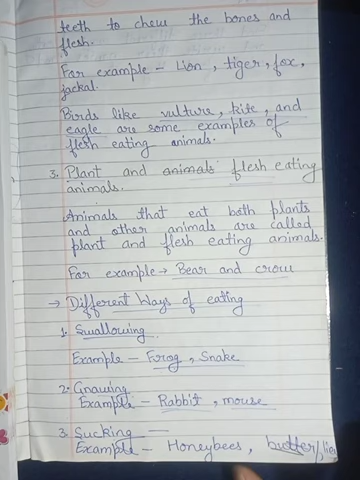 teeth to chew the bones and
flesh.
For example - Lion, tiger, fox,
jackal.
Birds like vulture, kite, and
eagle are some examples of
flesh eating animals.
3. Plant and animals flesh eating
animals.
Animals that eat both plants
and other animals are called
plant and flesh eating animals.
For example → Bear and crow
→ Different Ways of eating
1. Swallowing
Example - Frog, Snake
2. Gnawing
Example - Rabbit, mouse
3. Sucking
Example - Honeybees,